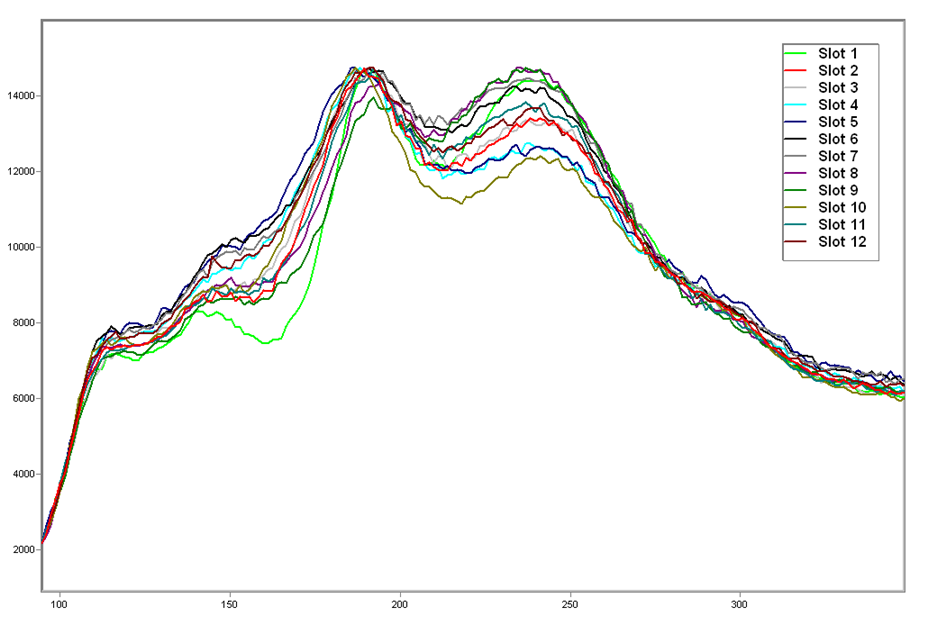 Slot 1
Slot 2
Slot 3
Slot 4
Slot 5
Slot 6
Slot 7
Slot 8
Slot 9
Slot 10
Slot 11
Slot 12
14000
12000
10000
8000
6000
4000
2000
100 150 200 250 300